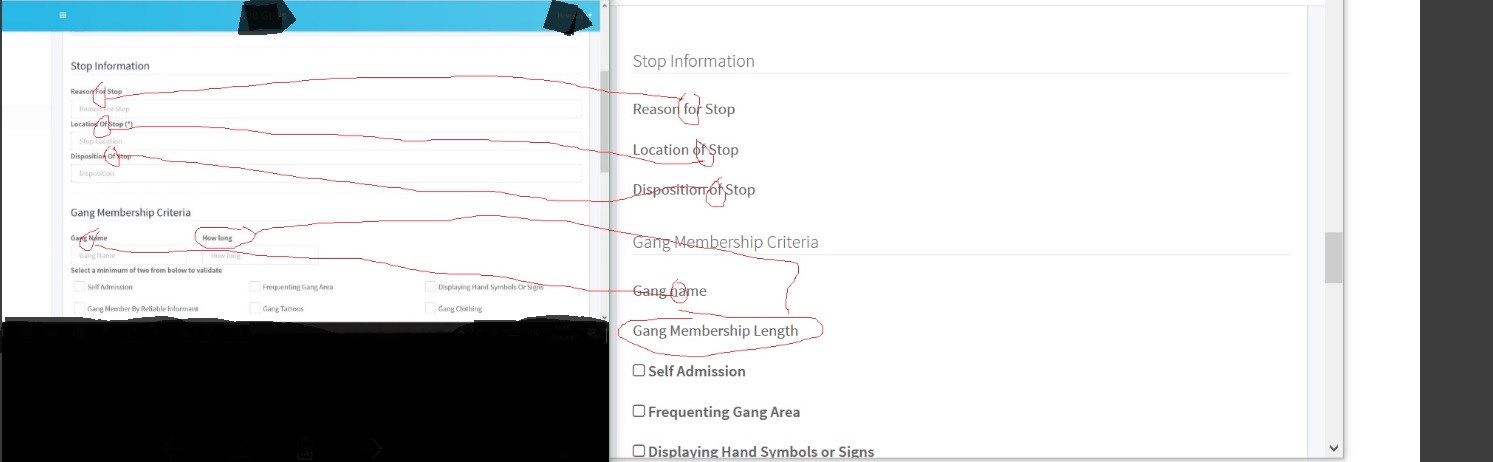 Stop Information
Reason For Stop
Reason For Stop
Location Of Stop (*)
Stop Location
Disposition Of Stop
Disposition
Gang Membership Criteria
Gang Name How long
Gang Name How long
Select a minimum of two from below to validate
Self Admission Frequenting Gang Area Displaying Hand Symbols Or Signs
Gang Member By Reliable Informant Gang Tattoos Gang Clothing
Stop Information
Reason for Stop
Location of Stop
Disposition of Stop
Gang Membership Criteria
Gang name
Gang Membership Length
Self Admission
Frequenting Gang Area
Displaying Hand Symbols or Signs